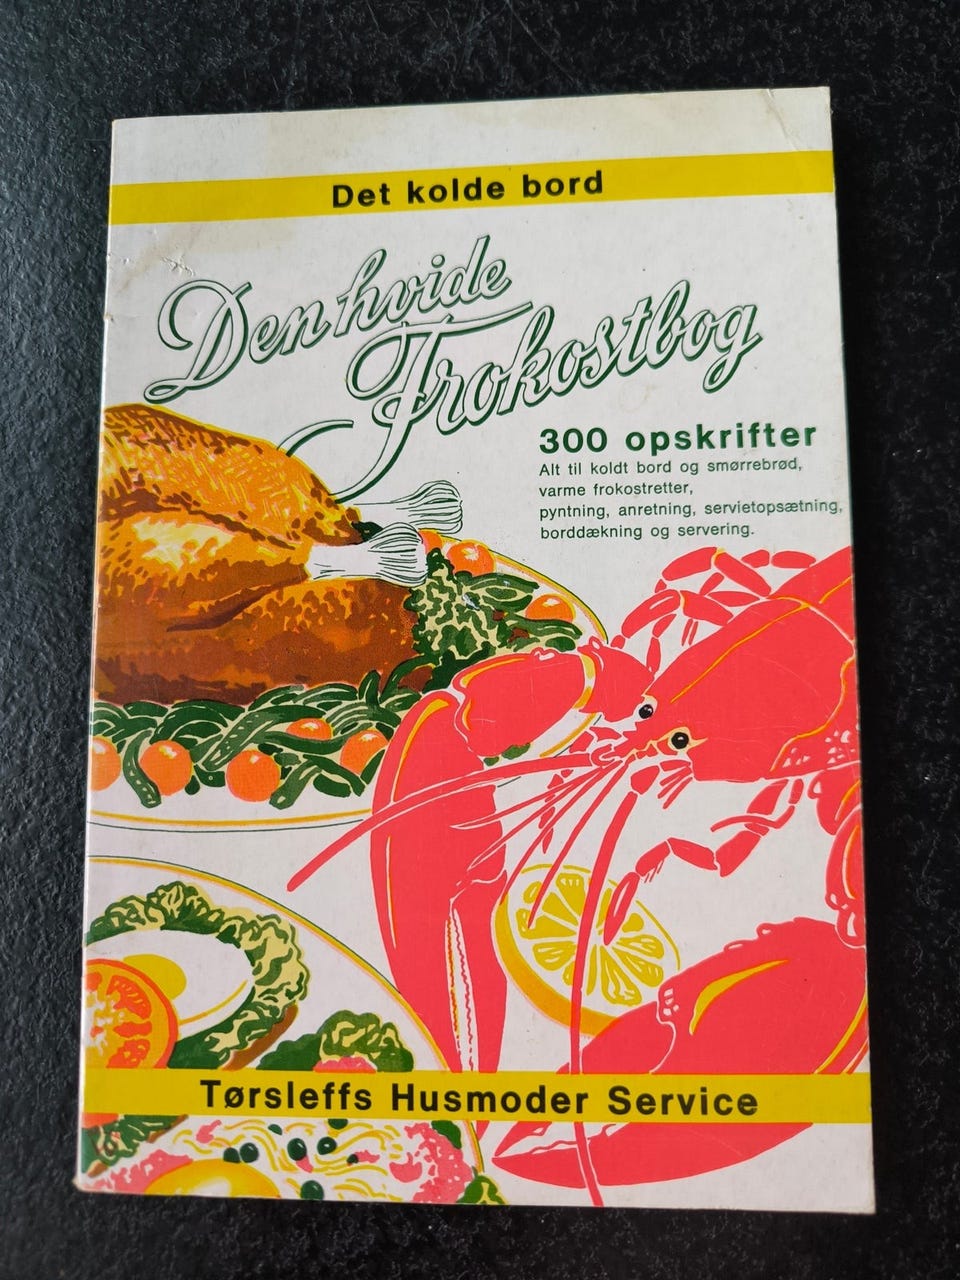 Det kolde bord
Den hvide
Frokostbog
300 opskrifter
Alt til koldt bord og smørrebrød,
varme frokostretter,
pyntning, anretning, servietopsætning,
borddækning og servering.
Tørsleffs Husmoder Service